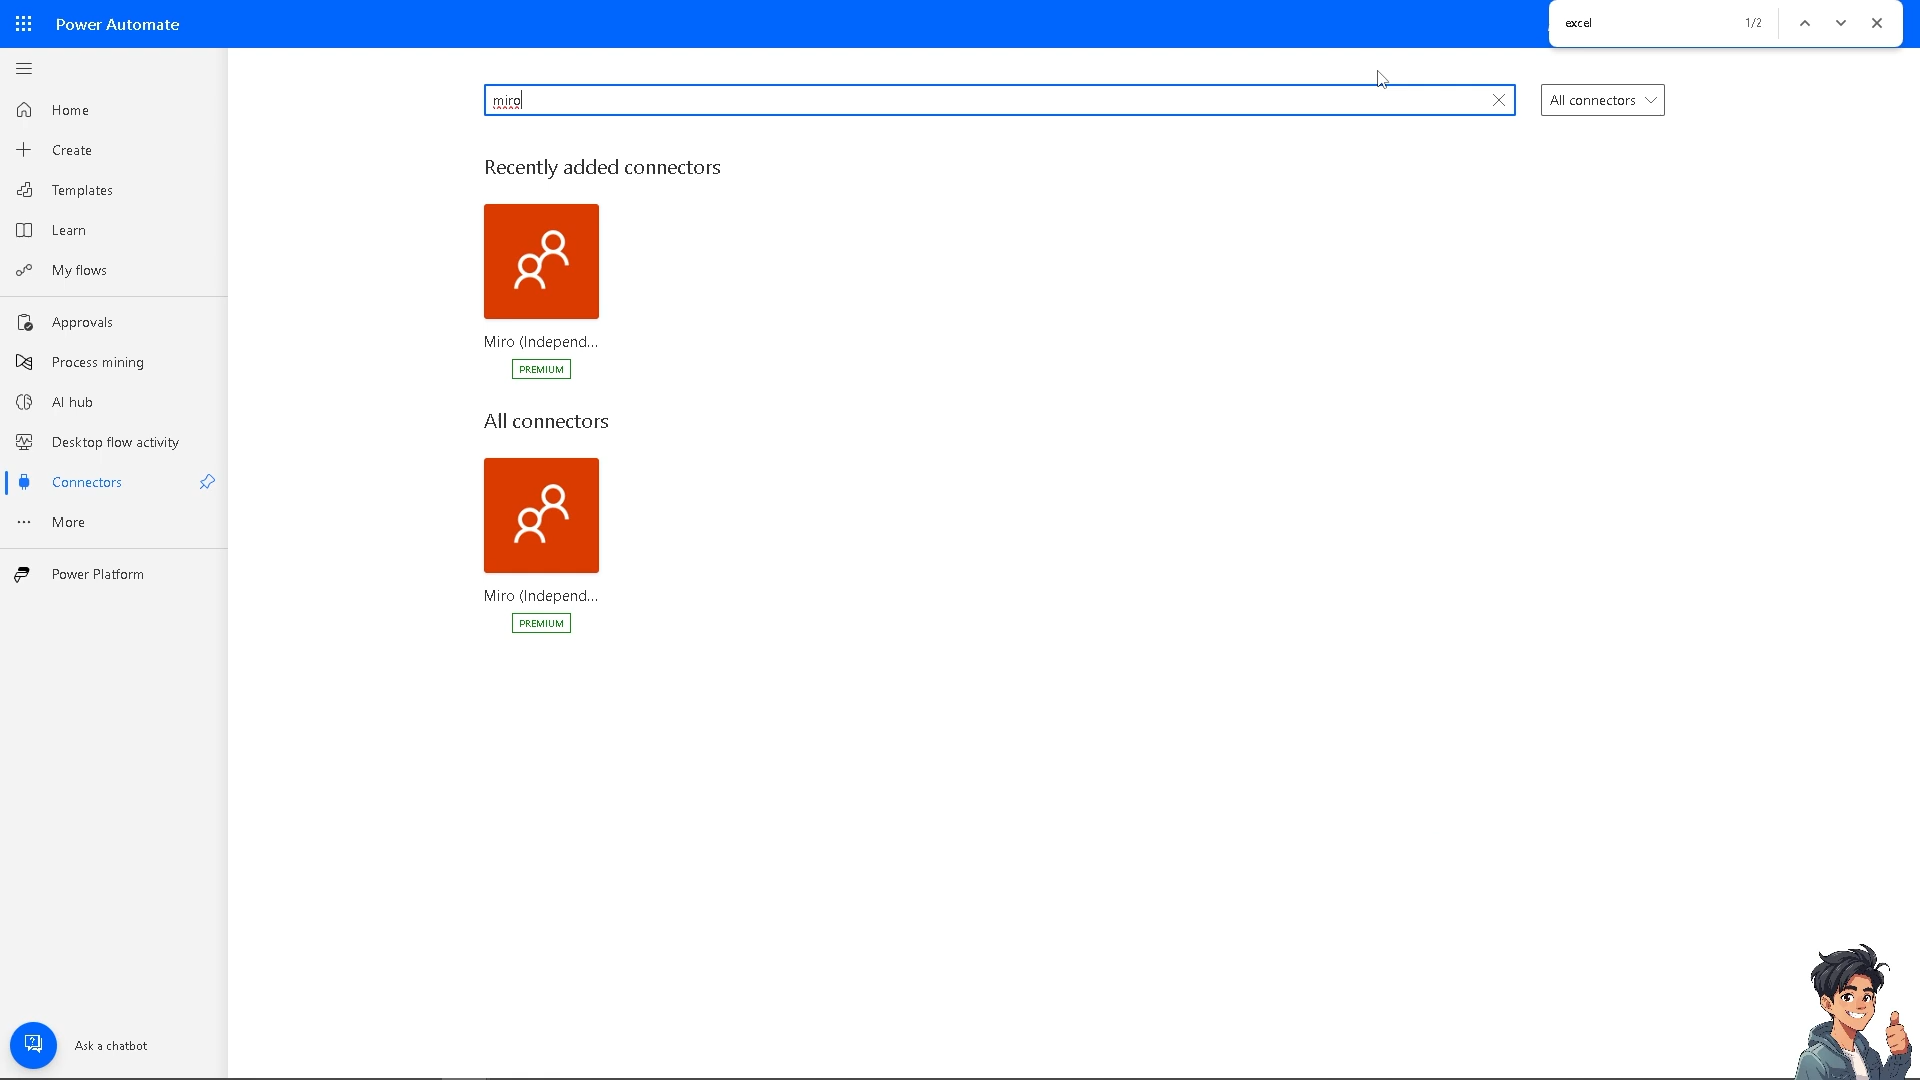 Power Automate
excel
1/2
Home
Create
Templates
Learn
My flows
Approvals
Process mining
AI hub
Desktop flow activity
Connectors
More
Power Platform
Ask a chatbot
miro
All connectors
Recently added connectors
Miro (Independ...
PREMIUM
All connectors
Miro (Independ...
PREMIUM